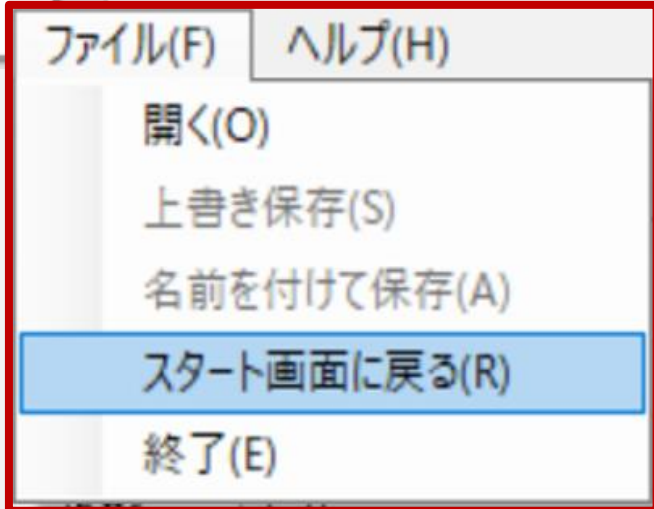 ファイル(F) ヘルプ(H)
開く(O)
上書き保存(S)
名前を付けて保存(A)
スタート画面に戻る(R)
終了(E)